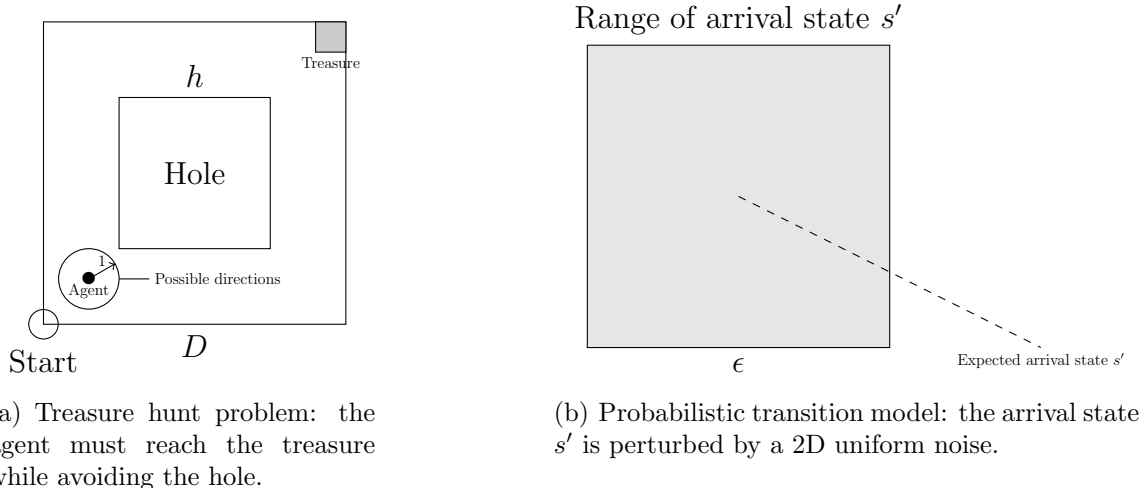 h
Treasure
Hole
1
Agent
Possible directions
D
Start
a) Treasure hunt problem: the
agent must reach the treasure
while avoiding the hole.
Range of arrival state s′
ϵ
Expected arrival state s′
(b) Probabilistic transition model: the arrival state
s′ is perturbed by a 2D uniform noise.